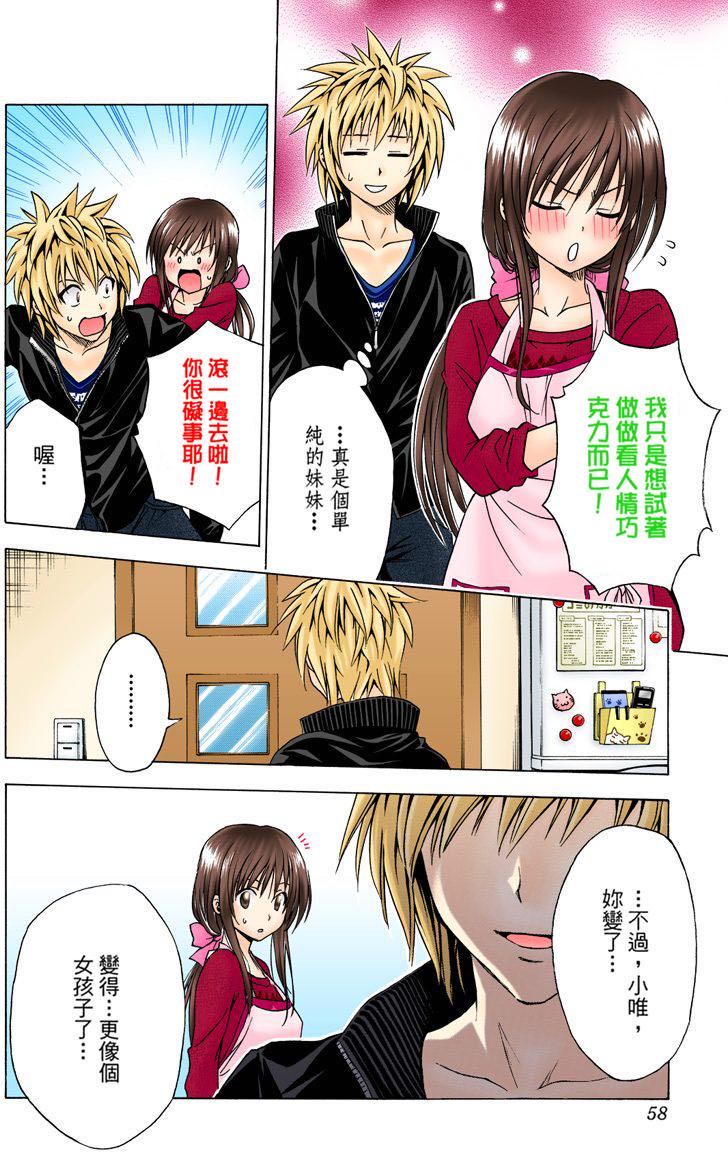 我只是想試著
做做看人情巧
克力而已！
…真是個單
純的妹妹…
滾一邊去啦！
你很礙事耶！
喔…
………
…不過，小唯，
妳變了…
變得…更像個
女孩子了…
58